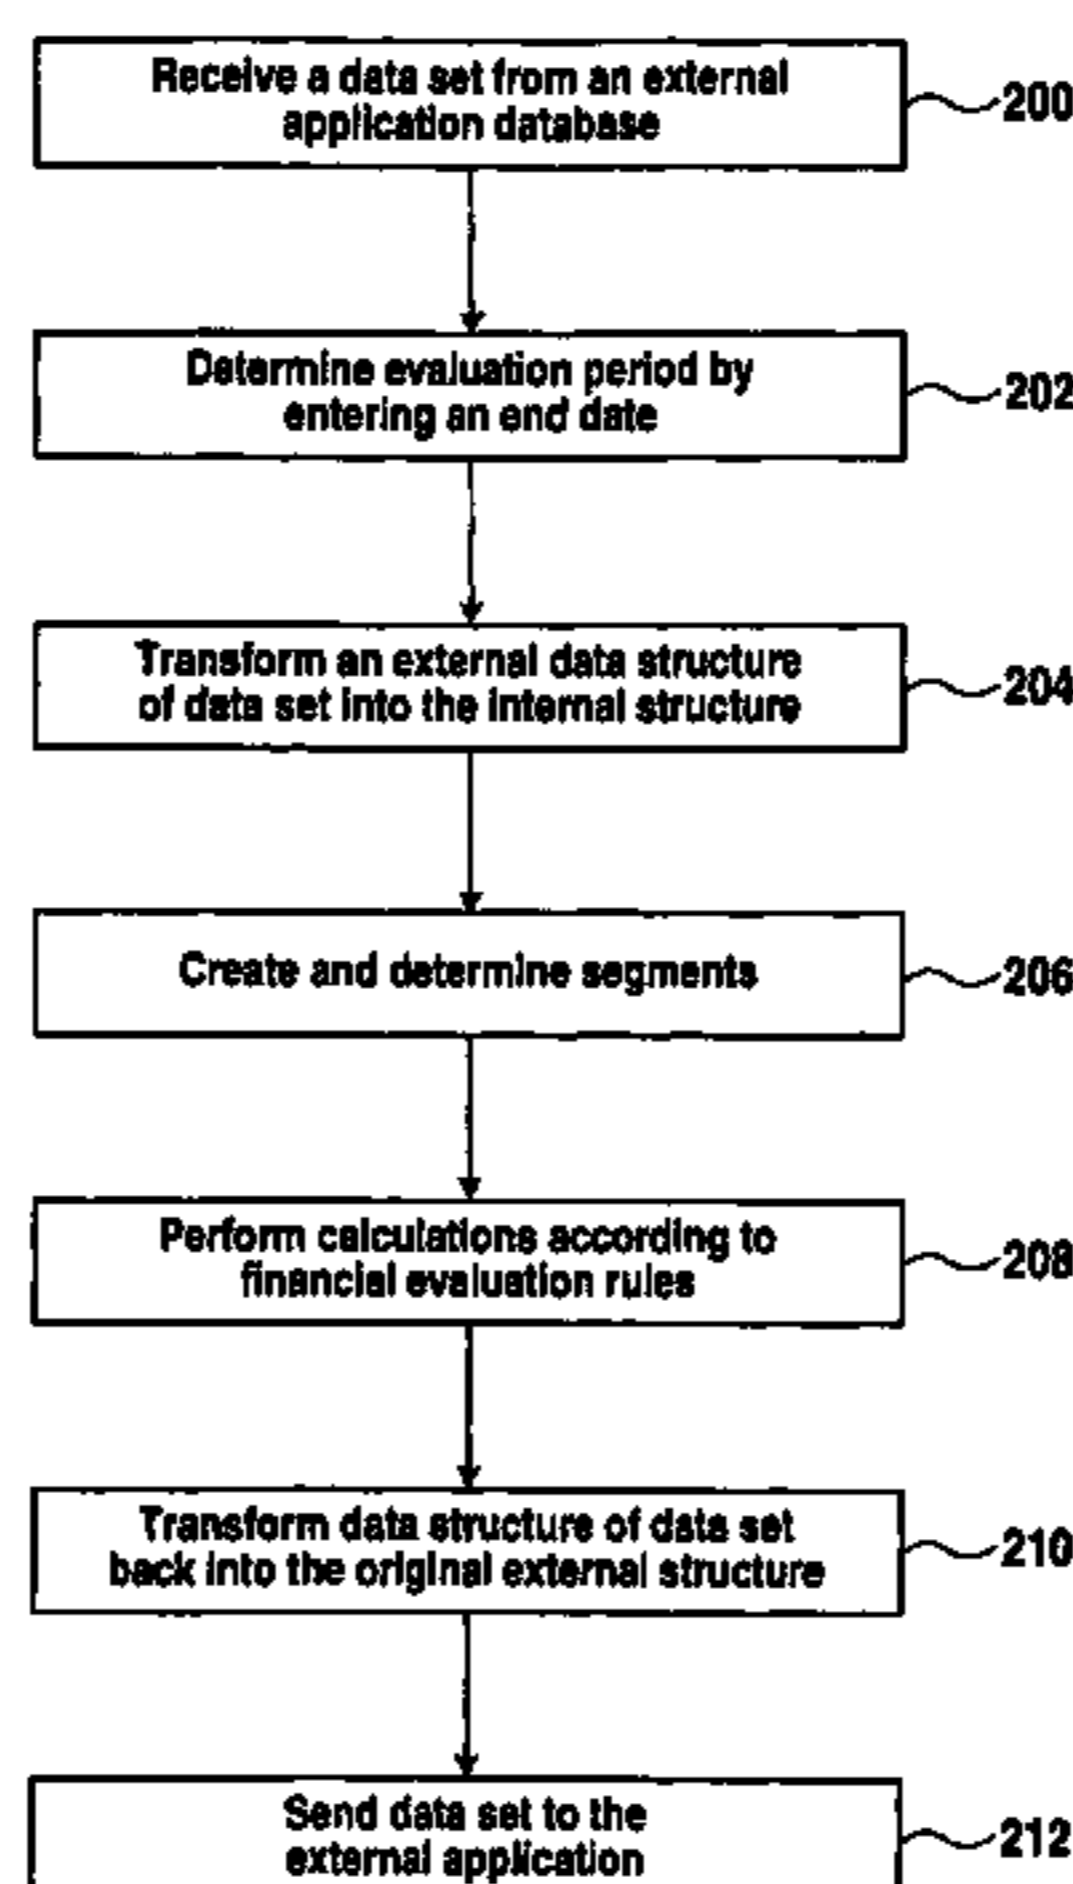 Receive a data set from an external
application database
200
Determine evaluation period by
entering an end date
202
Transform an external data structure
of data set into the internal structure
204
Create and determine segments
206
Perform calculations according to
financial evaluation rules
208
Transform data structure of data set
back into the original external structure
210
Send data set to the
external application
212